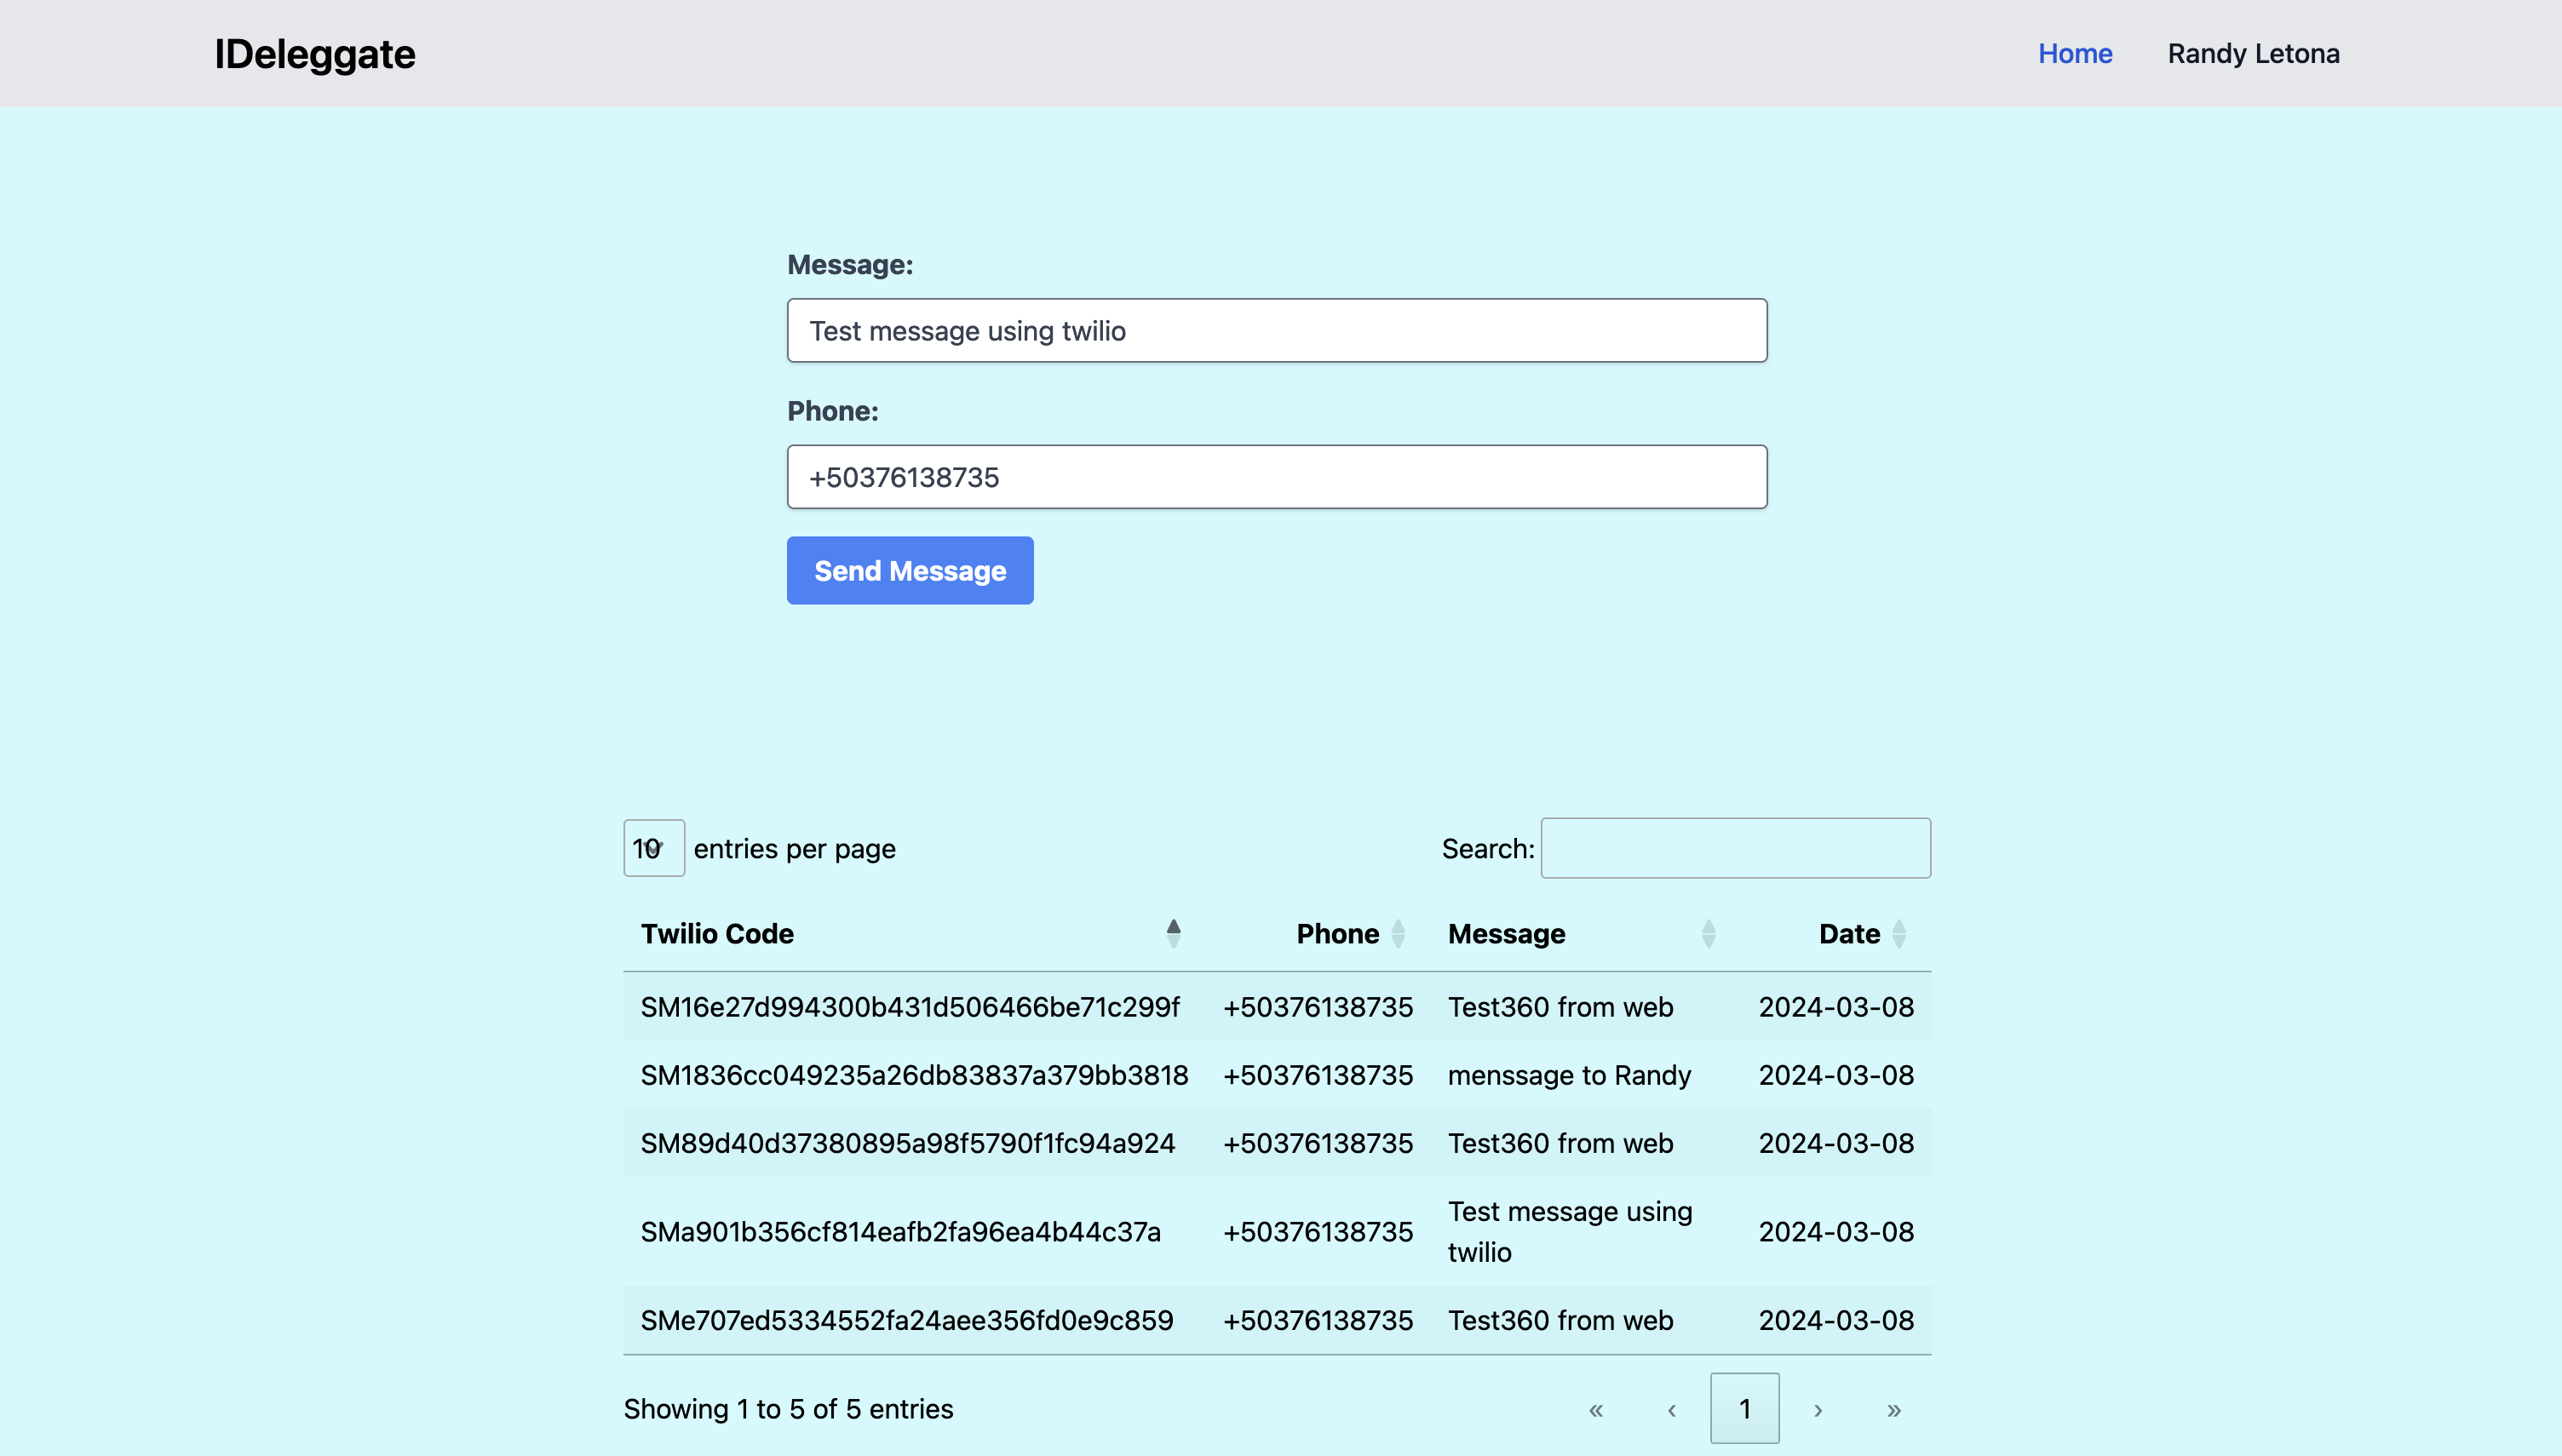 IDeleggate
Home Randy Letona
Message:
Test message using twilio
Phone:
+50376138735
Send Message
10 entries per page Search:
Twilio Code Phone Message Date
SM16e27d994300b431d506466be71c299f +50376138735 Test360 from web 2024-03-08
SM1836cc049235a26db83837a379bb3818 +50376138735 menssage to Randy 2024-03-08
SM89d40d37380895a98f5790f1fc94a924 +50376138735 Test360 from web 2024-03-08
SMa901b356cf814eafb2fa96ea4b44c37a +50376138735 Test message using twilio 2024-03-08
SMe707ed5334552fa24aee356fd0e9c859 +50376138735 Test360 from web 2024-03-08
Showing 1 to 5 of 5 entries « ‹ 1 › »